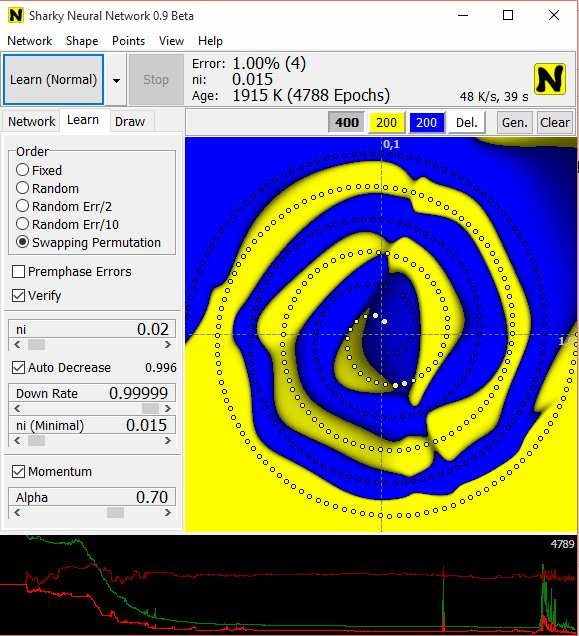 Sharky Neural Network 0.9 Beta
Network Shape Points View Help
Learn (Normal) Stop
Error: 1.00% (4)
ni: 0.015
Age: 1915 K (4788 Epochs)
48 K/s, 39 s
N
Network Learn Draw
400 200 200 Del. Gen. Clear
Order
Fixed
Random
Random Err/2
Random Err/10
Swapping Permutation
Premphase Errors
Verify
ni 0.02
Auto Decrease 0.996
Down Rate 0.99999
ni (Minimal) 0.015
Momentum
Alpha 0.70
0,1
4789